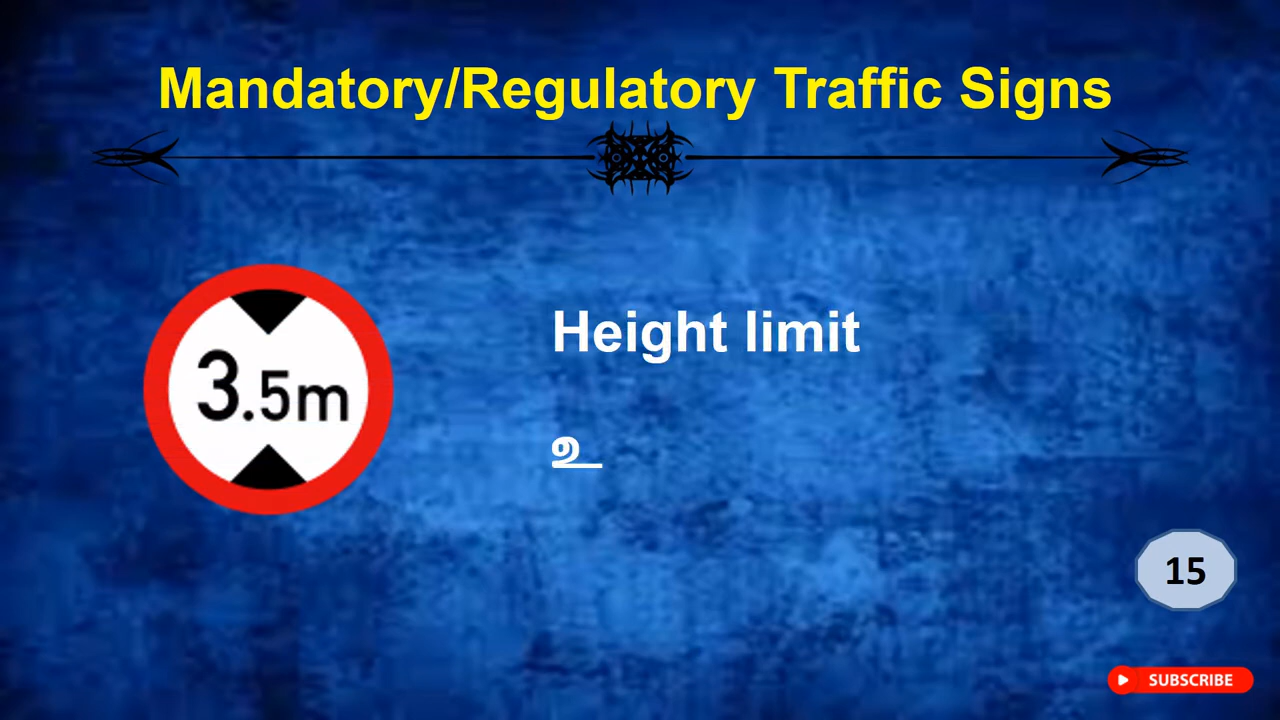 Mandatory/Regulatory Traffic Signs
3.5m
Height limit
உ
15
SUBSCRIBE